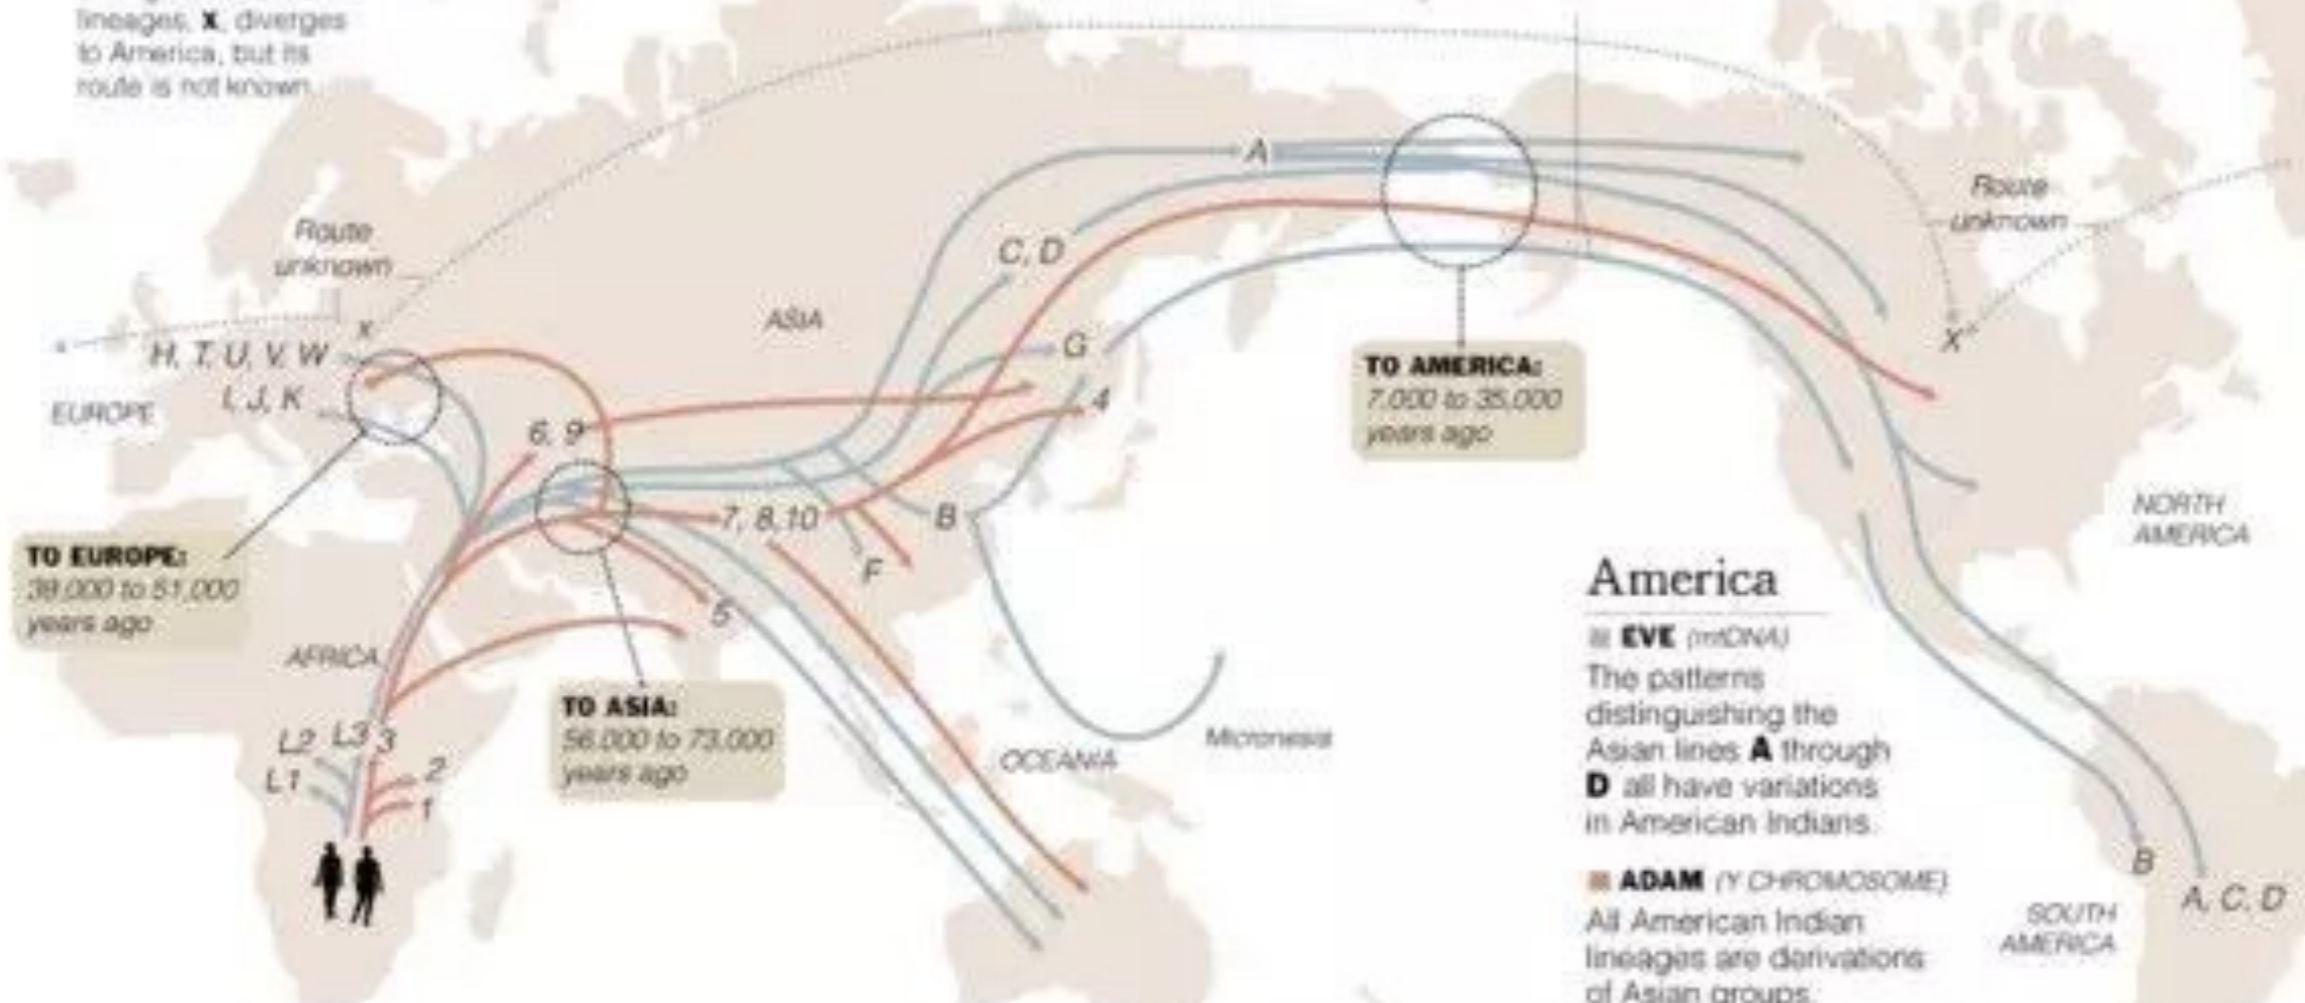 lineages, X, diverges
to America, but its
route is not known.
Route
unknown
X
H, T, U, V, W
I, J, K
EUROPE
6, 9
ASIA
A
C, D
G
4
7, 8, 10
B
F
5
TO EUROPE:
39,000 to 51,000
years ago
AFRICA
L2
L3
3
L1
2
1
TO ASIA:
56,000 to 73,000
years ago
OCEANIA
Micronesia
TO AMERICA:
7,000 to 35,000
years ago
Route
unknown
X
NORTH
AMERICA
America
EVE (mtDNA)
The patterns
distinguishing the
Asian lines A through
D all have variations
in American Indians.
ADAM (Y CHROMOSOME)
All American Indian
lineages are derivations
of Asian groups.
B
A, C, D
SOUTH
AMERICA